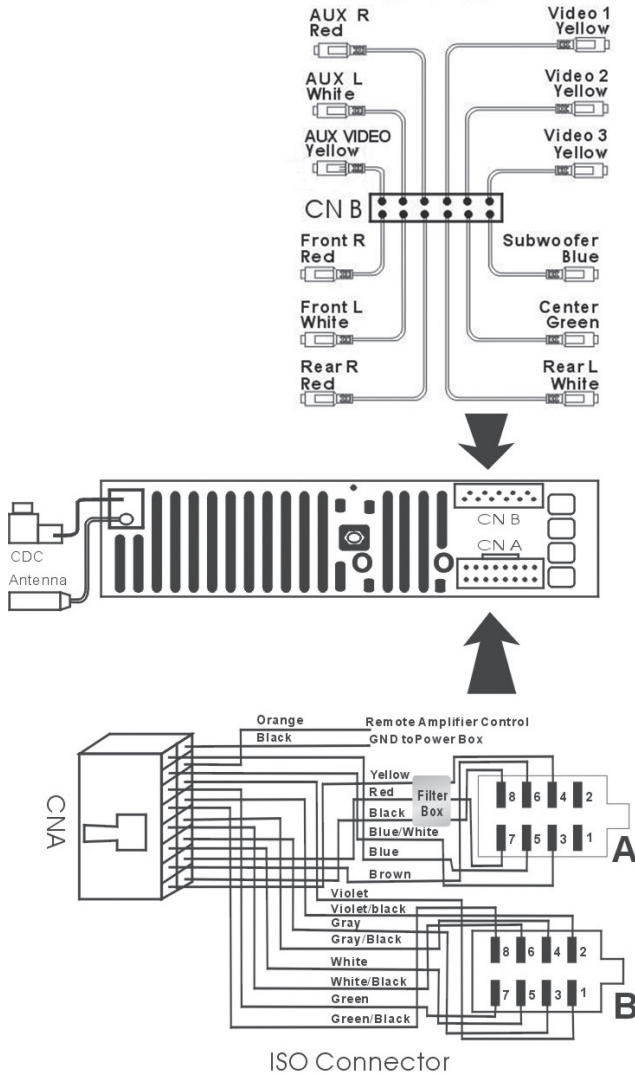 AUX R
Red
Video 1
Yellow
AUX L
White
Video 2
Yellow
AUX VIDEO
Yellow
Video 3
Yellow
CN B
Front R
Red
Subwoofer
Blue
Front L
White
Center
Green
Rear R
Red
Rear L
White
CN B
CN A
CDC
Antenna
Orange
Remote Amplifier Control
Black
GND toPower Box
CNA
Yellow
Red
Black
Filter
Box
Blue/White
Blue
Brown
8 6 4 2
7 5 3 1
A
Violet
Violet/black
Gray
Gray/Black
White
White/Black
Green
Green/Black
8 6 4 2
7 5 3 1
B
ISO Connector